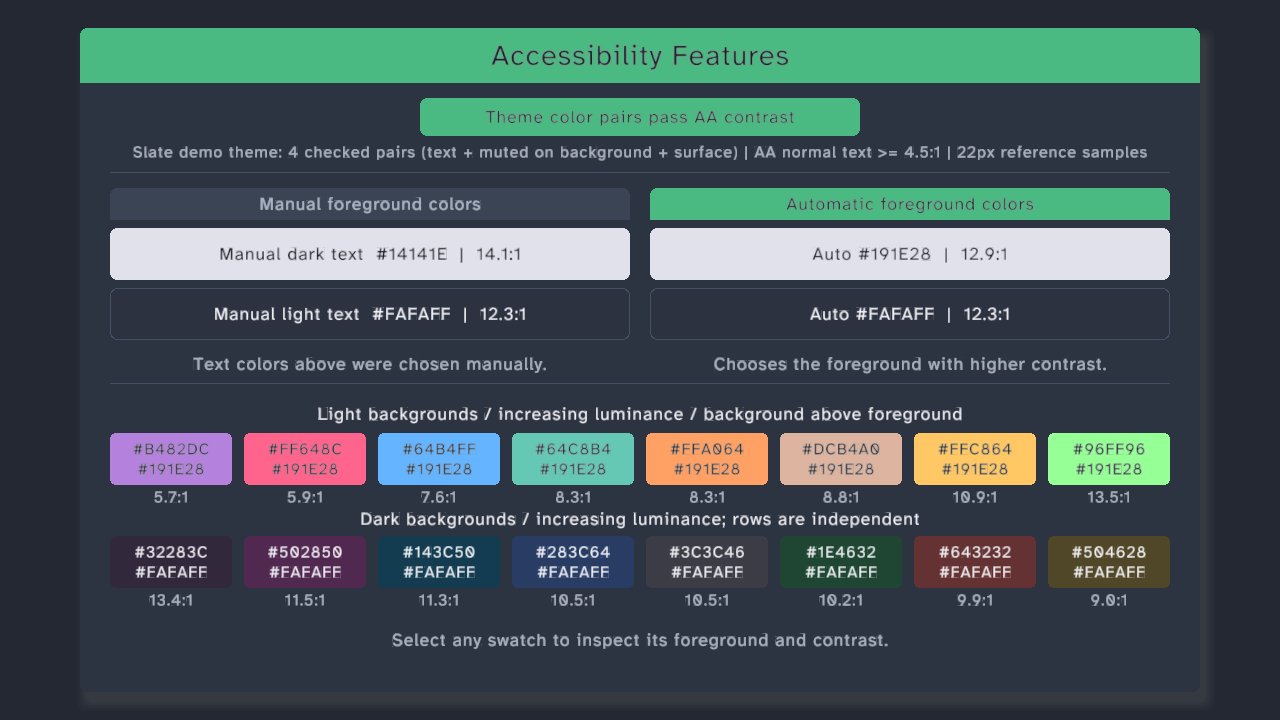 Accessibility Features
Theme color pairs pass AA contrast
Slate demo theme: 4 checked pairs (text + muted on background + surface) | AA normal text >= 4.5:1 | 22px reference samples
Manual foreground colors
Manual dark text #14141E | 14.1:1
Manual light text #FAFAFF | 12.3:1
Text colors above were chosen manually.
Automatic foreground colors
Auto #191E28 | 12.9:1
Auto #FAFAFF | 12.3:1
Chooses the foreground with higher contrast.
Light backgrounds / increasing luminance / background above foreground
#B482DC #FF648C #64B4FF #64C8B4 #FFA064 #DCB4A0 #FFC864 #96FF96
#191E28 #191E28 #191E28 #191E28 #191E28 #191E28 #191E28 #191E28
5.7:1 5.9:1 7.6:1 8.3:1 8.3:1 8.8:1 10.9:1 13.5:1
Dark backgrounds / increasing luminance; rows are independent
#32283C #502850 #143C50 #283C64 #3C3C46 #1E4632 #643232 #504628
#FAFAFF #FAFAFF #FAFAFF #FAFAFF #FAFAFF #FAFAFF #FAFAFF #FAFAFF
13.4:1 11.5:1 11.3:1 10.5:1 10.5:1 10.2:1 9.9:1 9.0:1
Select any swatch to inspect its foreground and contrast.